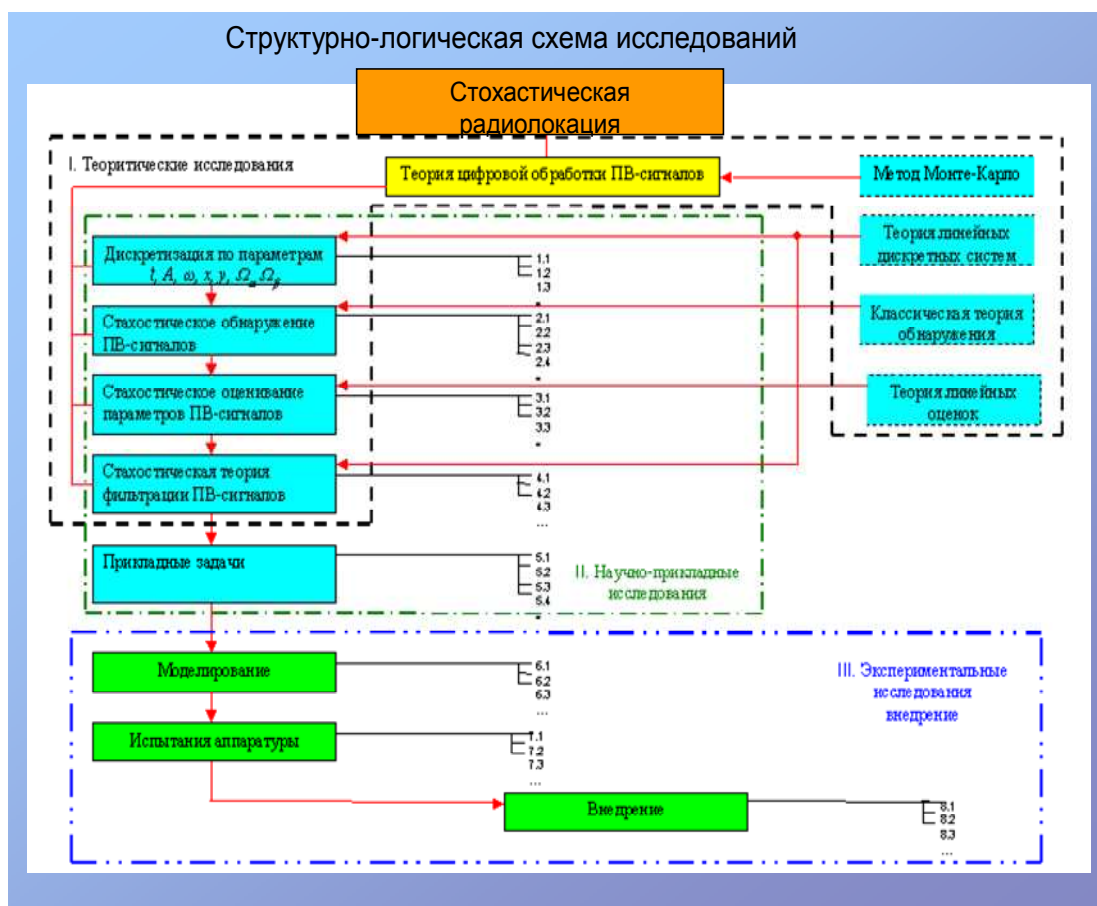 Структурно-логическая схема исследований
Стохастическая
радиолокация
I. Теоритические исследования
Теория цифровой обработки ПВ-сигналов
Метод Монте-Карло
Дискретизация по параметрам
t, A, ω, x, y, Ωα, Ωβ
1.1
1.2
1.3
Теория линейных
дискретных систем
Стахостическое обнаружение
ПВ-сигналов
2.1
2.2
2.3
2.4
Классическая теория
обнаружения
Стахостическое оценивание
параметров ПВ-сигналов
3.1
3.2
3.3
Теория линейных
оценок
Стахостическая теория
фильтрации ПВ-сигналов
4.1
4.2
4.3
...
Прикладные задачи
5.1
5.2
5.3
5.4
II. Научно-прикладные
исследования
Моделирование
6.1
6.2
6.3
...
III. Экспериментальные
исследования
внедрение
Испытания аппаратуры
7.1
7.2
7.3
...
Внедрение
8.1
8.2
8.3
...